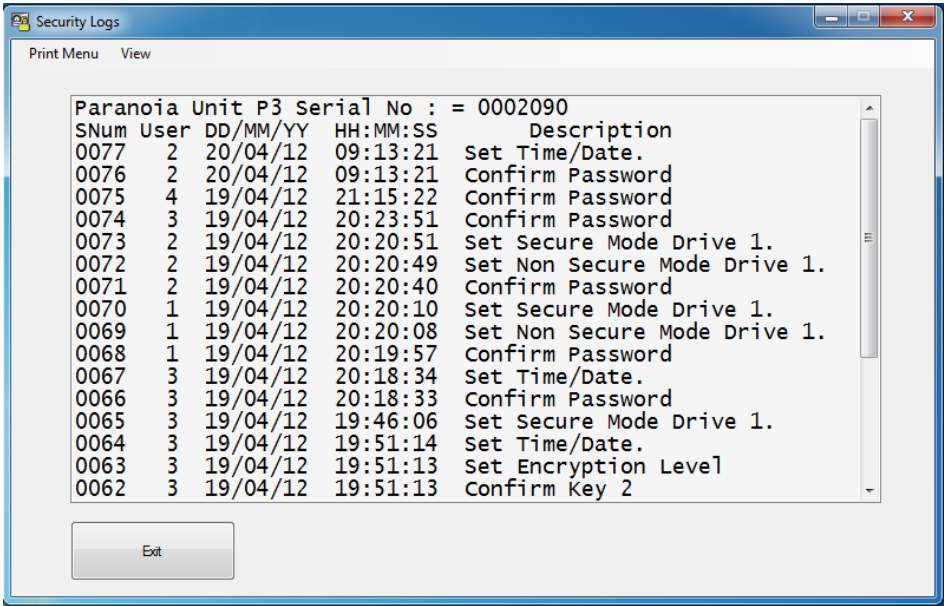 Security Logs
Print Menu View
Paranoia Unit P3 Serial No : = 0002090
SNum User DD/MM/YY HH:MM:SS Description
0077 2 20/04/12 09:13:21 Set Time/Date.
0076 2 20/04/12 09:13:21 Confirm Password
0075 4 19/04/12 21:15:22 Confirm Password
0074 3 19/04/12 20:23:51 Confirm Password
0073 2 19/04/12 20:20:51 Set Secure Mode Drive 1.
0072 2 19/04/12 20:20:49 Set Non Secure Mode Drive 1.
0071 2 19/04/12 20:20:40 Confirm Password
0070 1 19/04/12 20:20:10 Set Secure Mode Drive 1.
0069 1 19/04/12 20:20:08 Set Non Secure Mode Drive 1.
0068 1 19/04/12 20:19:57 Confirm Password
0067 3 19/04/12 20:18:34 Set Time/Date.
0066 3 19/04/12 20:18:33 Confirm Password
0065 3 19/04/12 19:46:06 Set Secure Mode Drive 1.
0064 3 19/04/12 19:51:14 Set Time/Date.
0063 3 19/04/12 19:51:13 Set Encryption Level
0062 3 19/04/12 19:51:13 Confirm Key 2
Exit